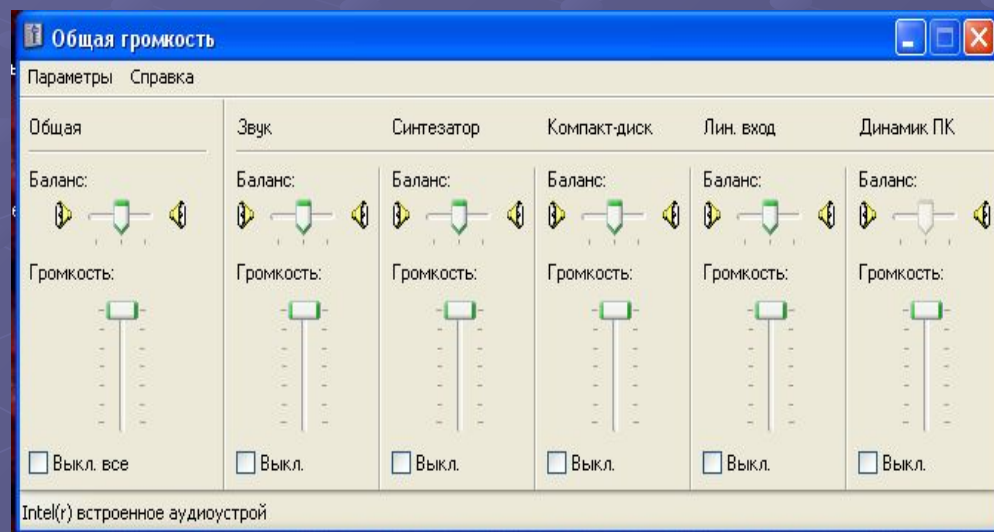 Общая громкость
Параметры Справка
Общая Звук Синтезатор Компакт-диск Лин. вход Динамик ПК
Баланс: Баланс: Баланс: Баланс: Баланс: Баланс:
Громкость: Громкость: Громкость: Громкость: Громкость: Громкость:
Выкл. все Выкл. Выкл. Выкл. Выкл. Выкл.
Intel(r) встроенное аудиоустрой